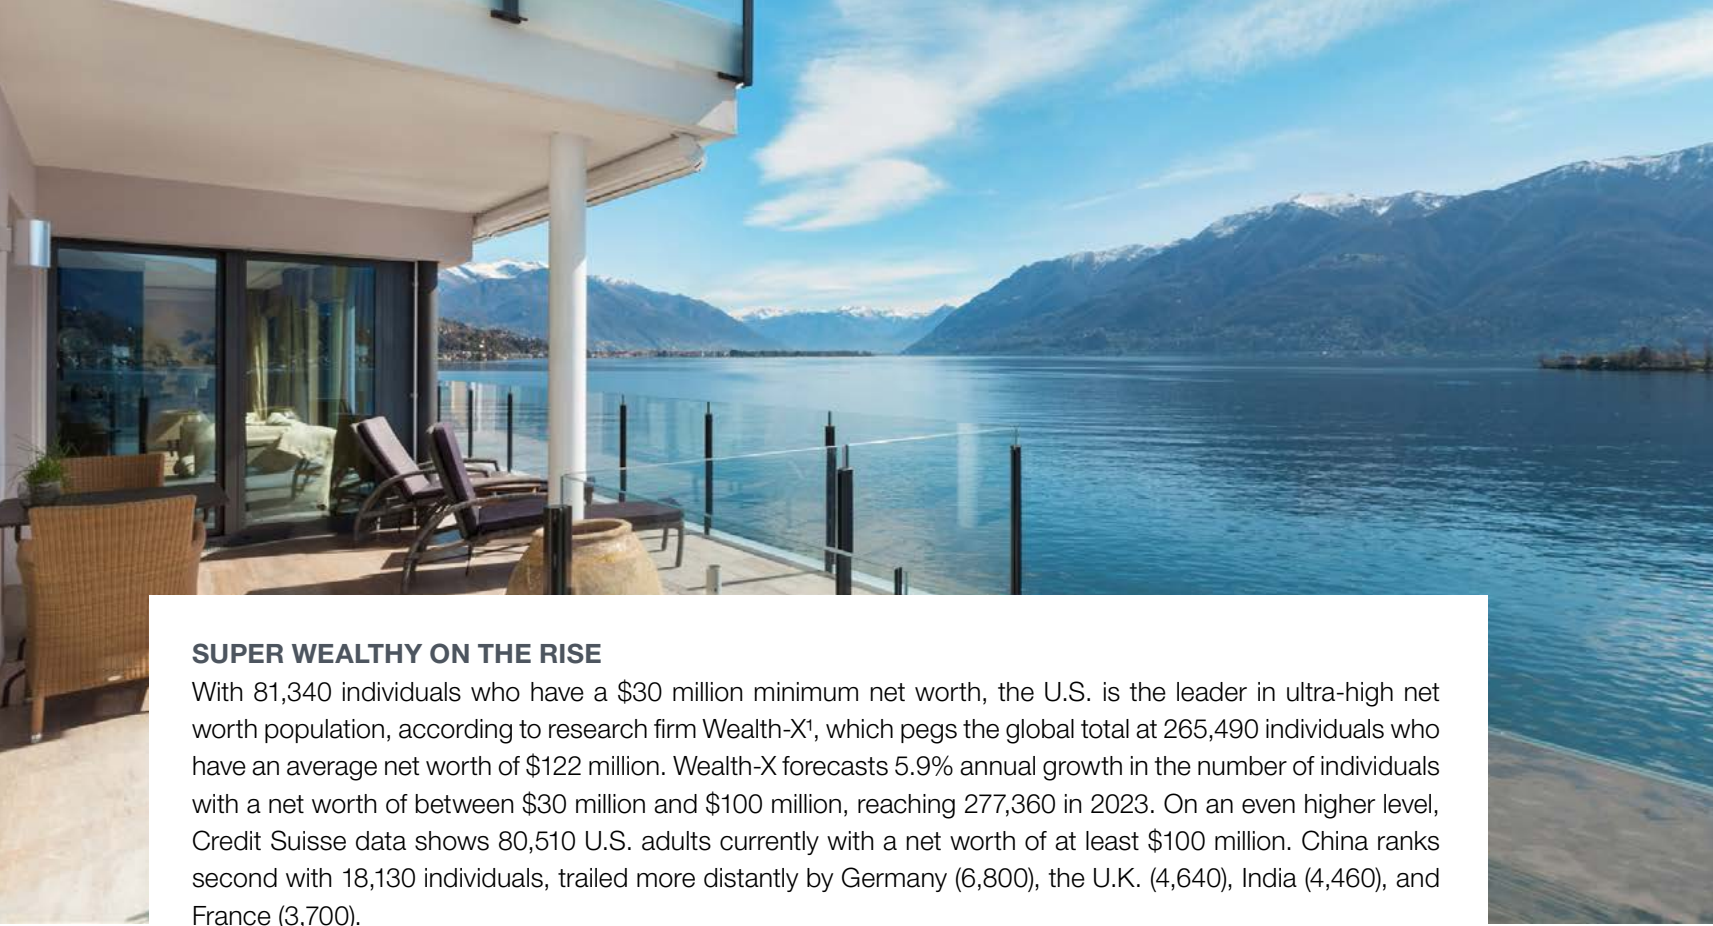 SUPER WEALTHY ON THE RISE
With 81,340 individuals who have a $30 million minimum net worth, the U.S. is the leader in ultra-high net
worth population, according to research firm Wealth-X¹, which pegs the global total at 265,490 individuals who
have an average net worth of $122 million. Wealth-X forecasts 5.9% annual growth in the number of individuals
with a net worth of between $30 million and $100 million, reaching 277,360 in 2023. On an even higher level,
Credit Suisse data shows 80,510 U.S. adults currently with a net worth of at least $100 million. China ranks
second with 18,130 individuals, trailed more distantly by Germany (6,800), the U.K. (4,640), India (4,460), and
France (3,700).